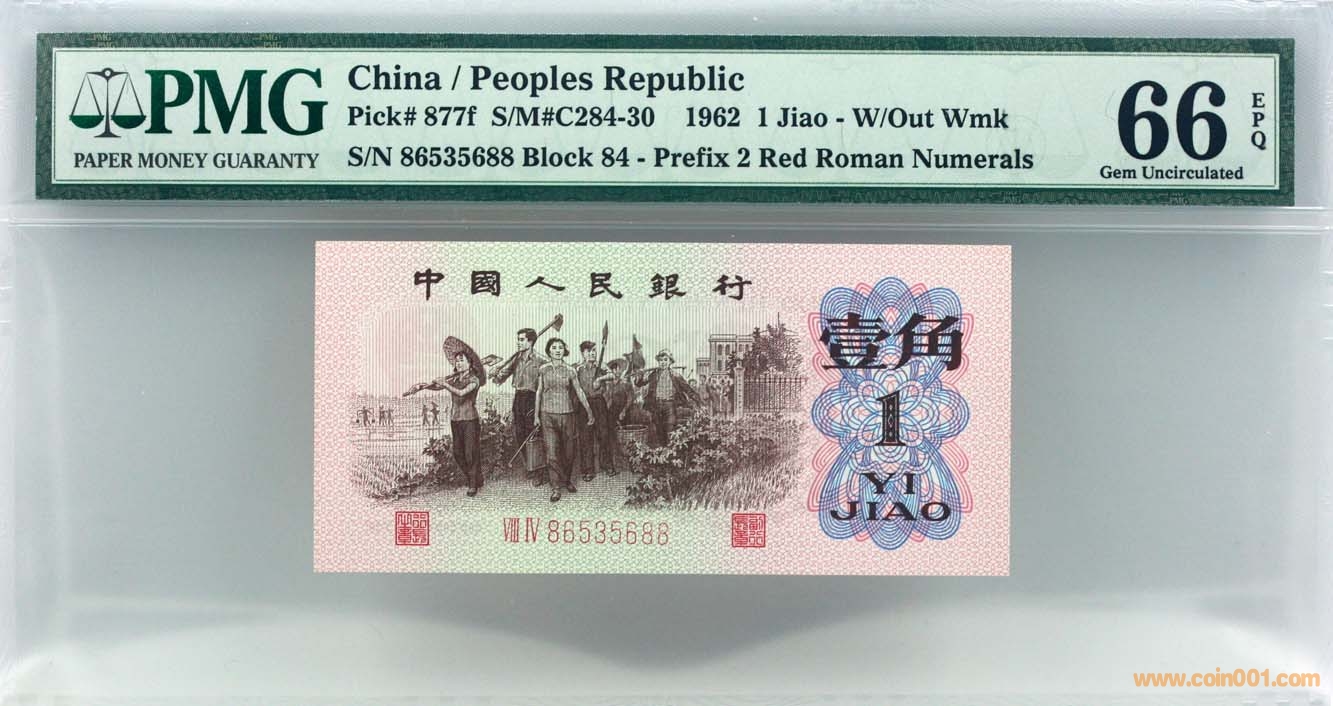 PMG
PAPER MONEY GUARANTY
China / Peoples Republic
Pick# 877f S/M#C284-30 1962 1 Jiao - W/Out Wmk
S/N 86535688 Block 84 - Prefix 2 Red Roman Numerals
66
EPQ
Gem Uncirculated
中國人民銀行
壹角
1
YI
JIAO
VIII IV 86535688
www.coin001.com